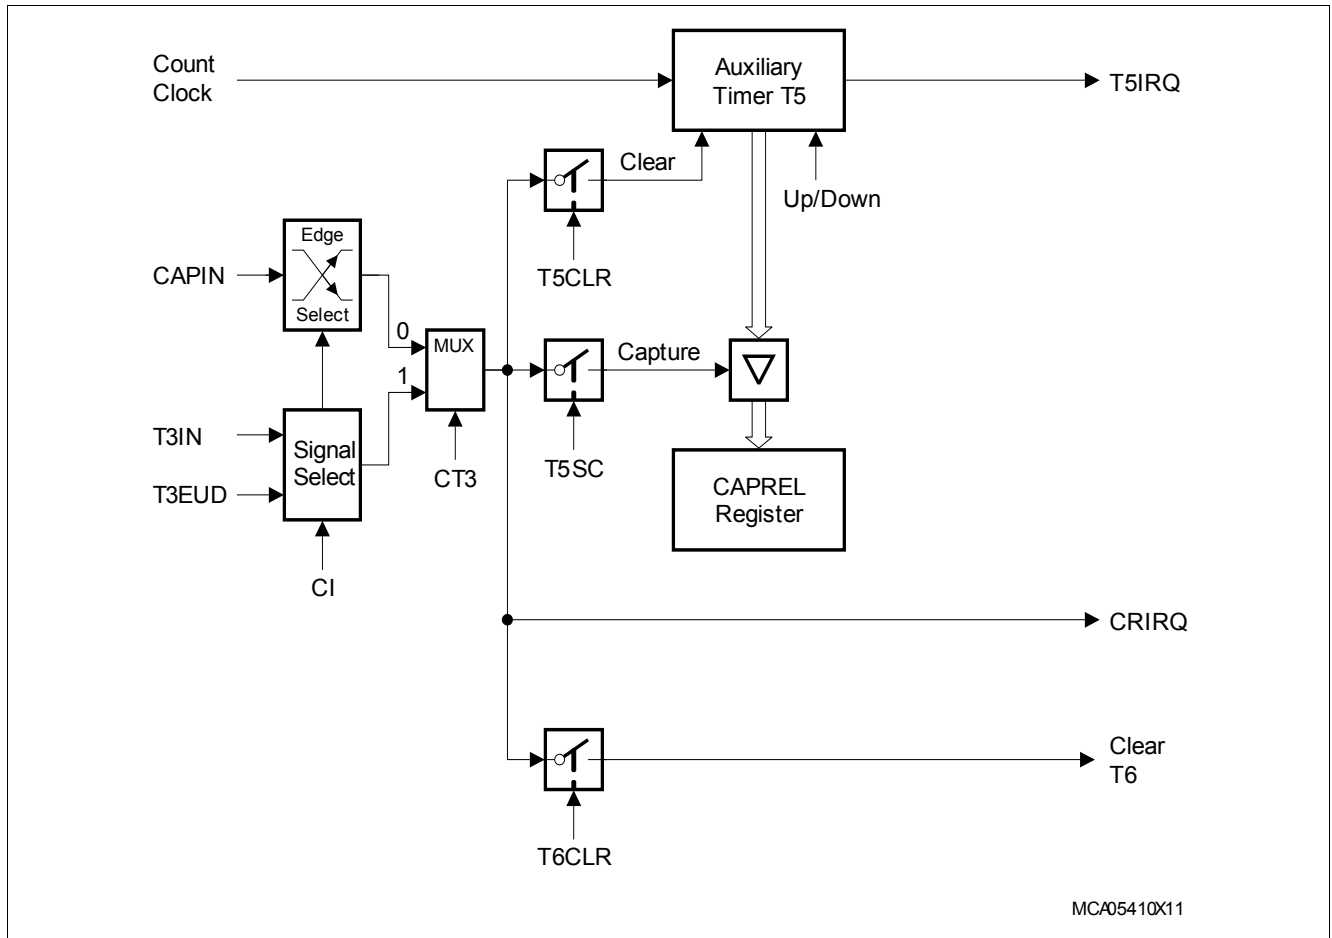 Count
Clock
Auxiliary
Timer T5
T5IRQ
Clear
Up/Down
T5CLR
Edge
Select
CAPIN
0
MUX
1
Capture
T3IN
T3EUD
Signal
Select
CT3
T5SC
CAPREL
Register
CI
CRIRQ
Clear
T6
T6CLR
MCA05410X11